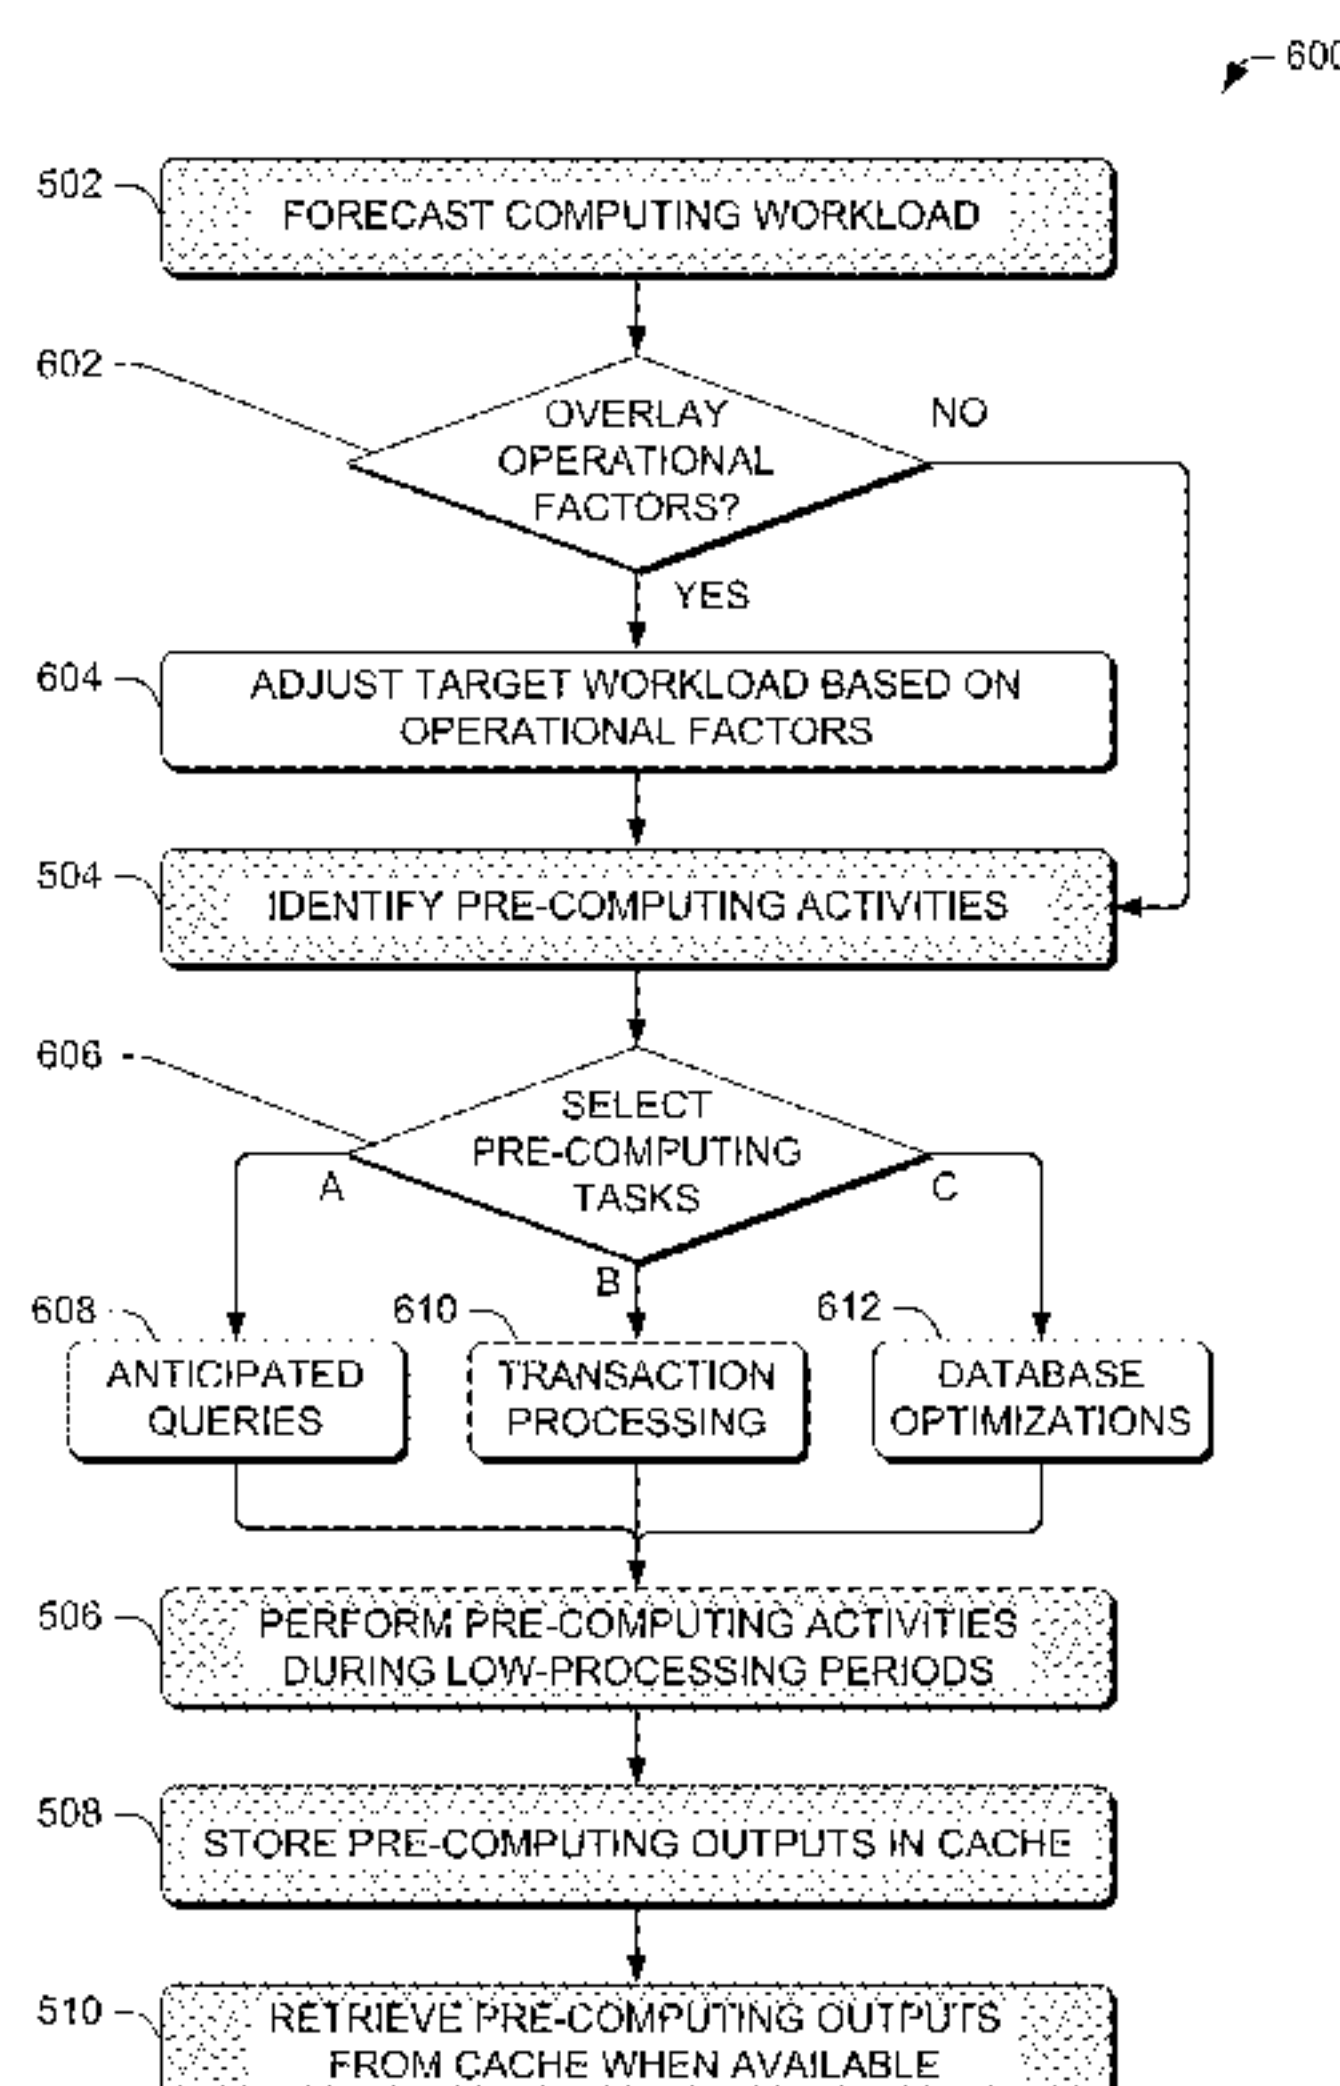 600
502
FORECAST COMPUTING WORKLOAD
602
OVERLAY
OPERATIONAL
FACTORS?
NO
YES
604
ADJUST TARGET WORKLOAD BASED ON
OPERATIONAL FACTORS
504
IDENTIFY PRE-COMPUTING ACTIVITIES
606
SELECT
PRE-COMPUTING
TASKS
A
B
C
608
ANTICIPATED
QUERIES
610
TRANSACTION
PROCESSING
612
DATABASE
OPTIMIZATIONS
506
PERFORM PRE-COMPUTING ACTIVITIES
DURING LOW-PROCESSING PERIODS
508
STORE PRE-COMPUTING OUTPUTS IN CACHE
510
RETRIEVE PRE-COMPUTING OUTPUTS
FROM CACHE WHEN AVAILABLE